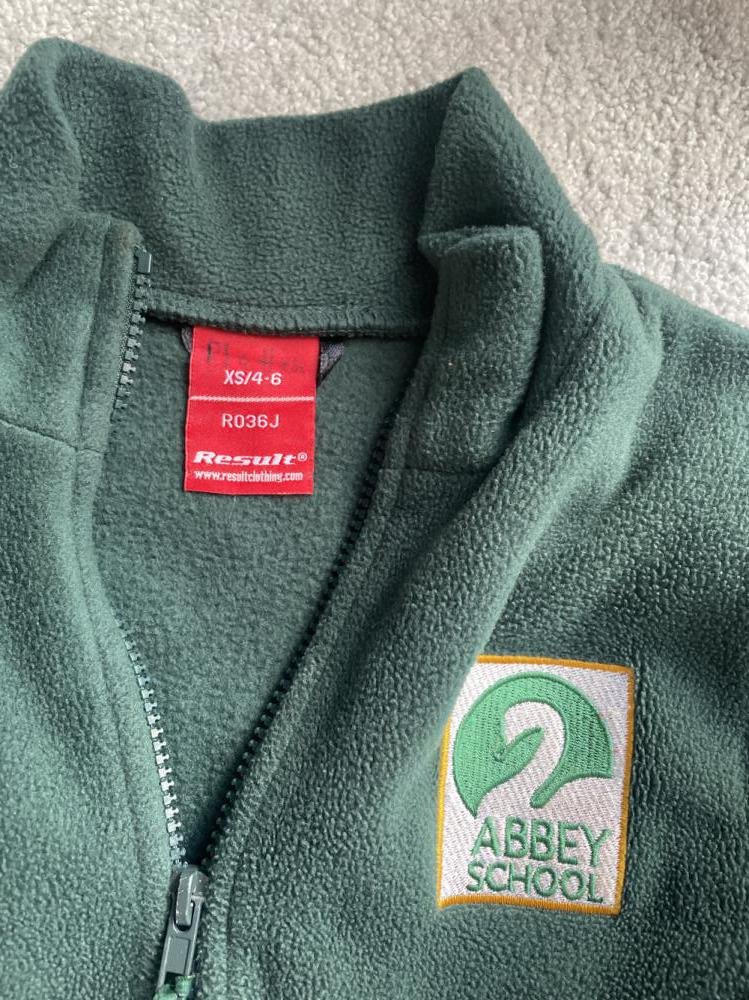 XS/4-6
R036J
Result®
www.resultclothing.com
ABBEY
SCHOOL